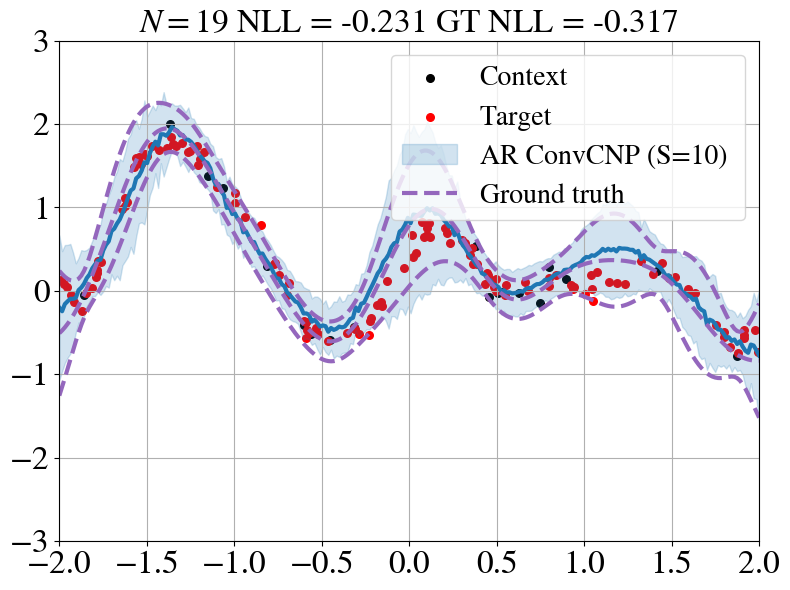 N = 19 NLL = -0.231 GT NLL = -0.317
Context
Target
AR ConvCNP (S=10)
Ground truth
3
2
1
0
−1
−2
−3
−2.0 −1.5 −1.0 −0.5 0.0 0.5 1.0 1.5 2.0